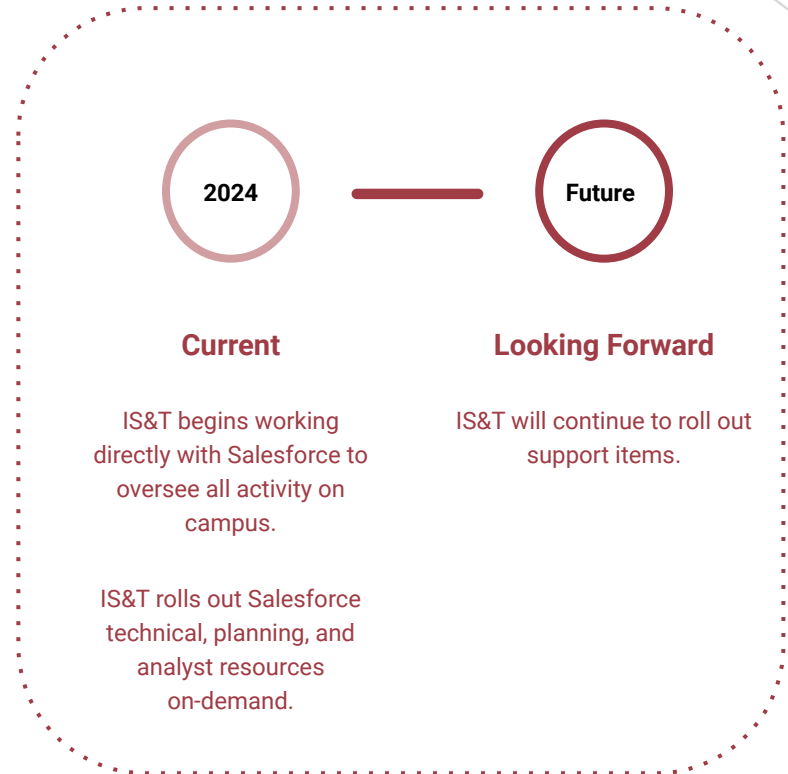 2024
Future
Current
IS&T begins working
directly with Salesforce to
oversee all activity on
campus.
IS&T rolls out Salesforce
technical, planning, and
analyst resources
on-demand.
Looking Forward
IS&T will continue to roll out
support items.